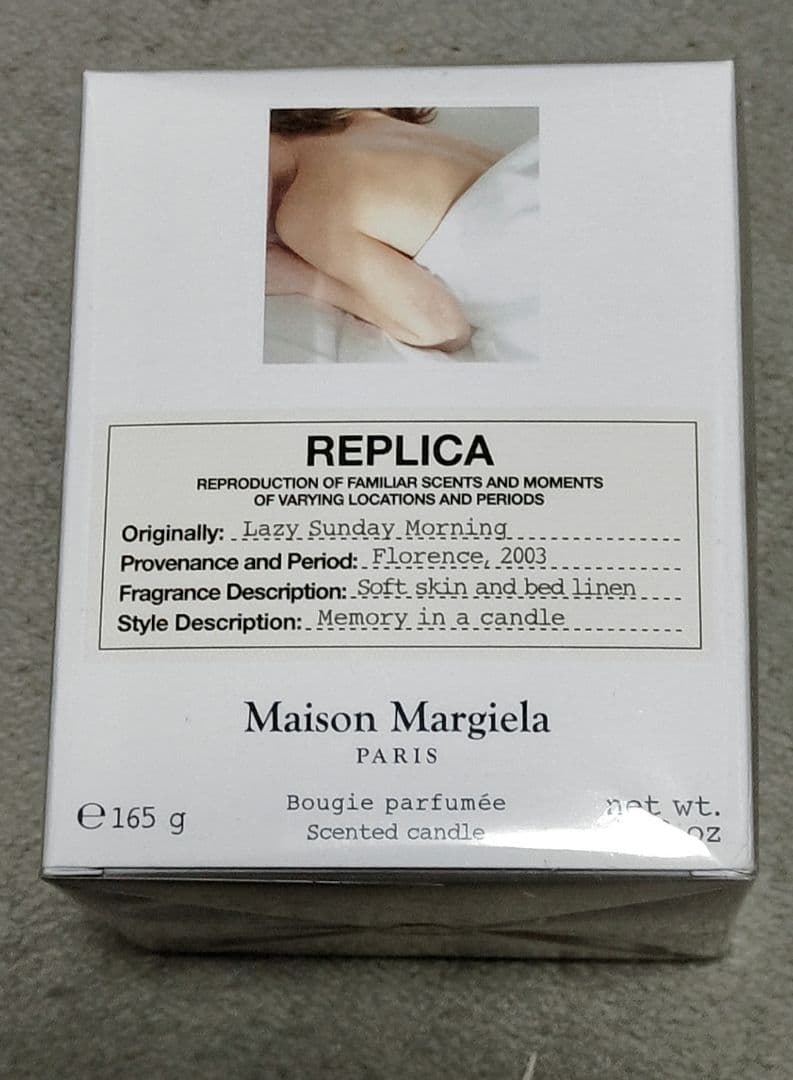 REPLICA
REPRODUCTION OF FAMILIAR SCENTS AND MOMENTS
OF VARYING LOCATIONS AND PERIODS
Originally: Lazy Sunday Morning
Provenance and Period: Florence, 2003
Fragrance Description: Soft skin and bed linen
Style Description: Memory in a candle
Maison Margiela
PARIS
Bougie parfumée
Scented candle
℮165 g
net wt.
oz